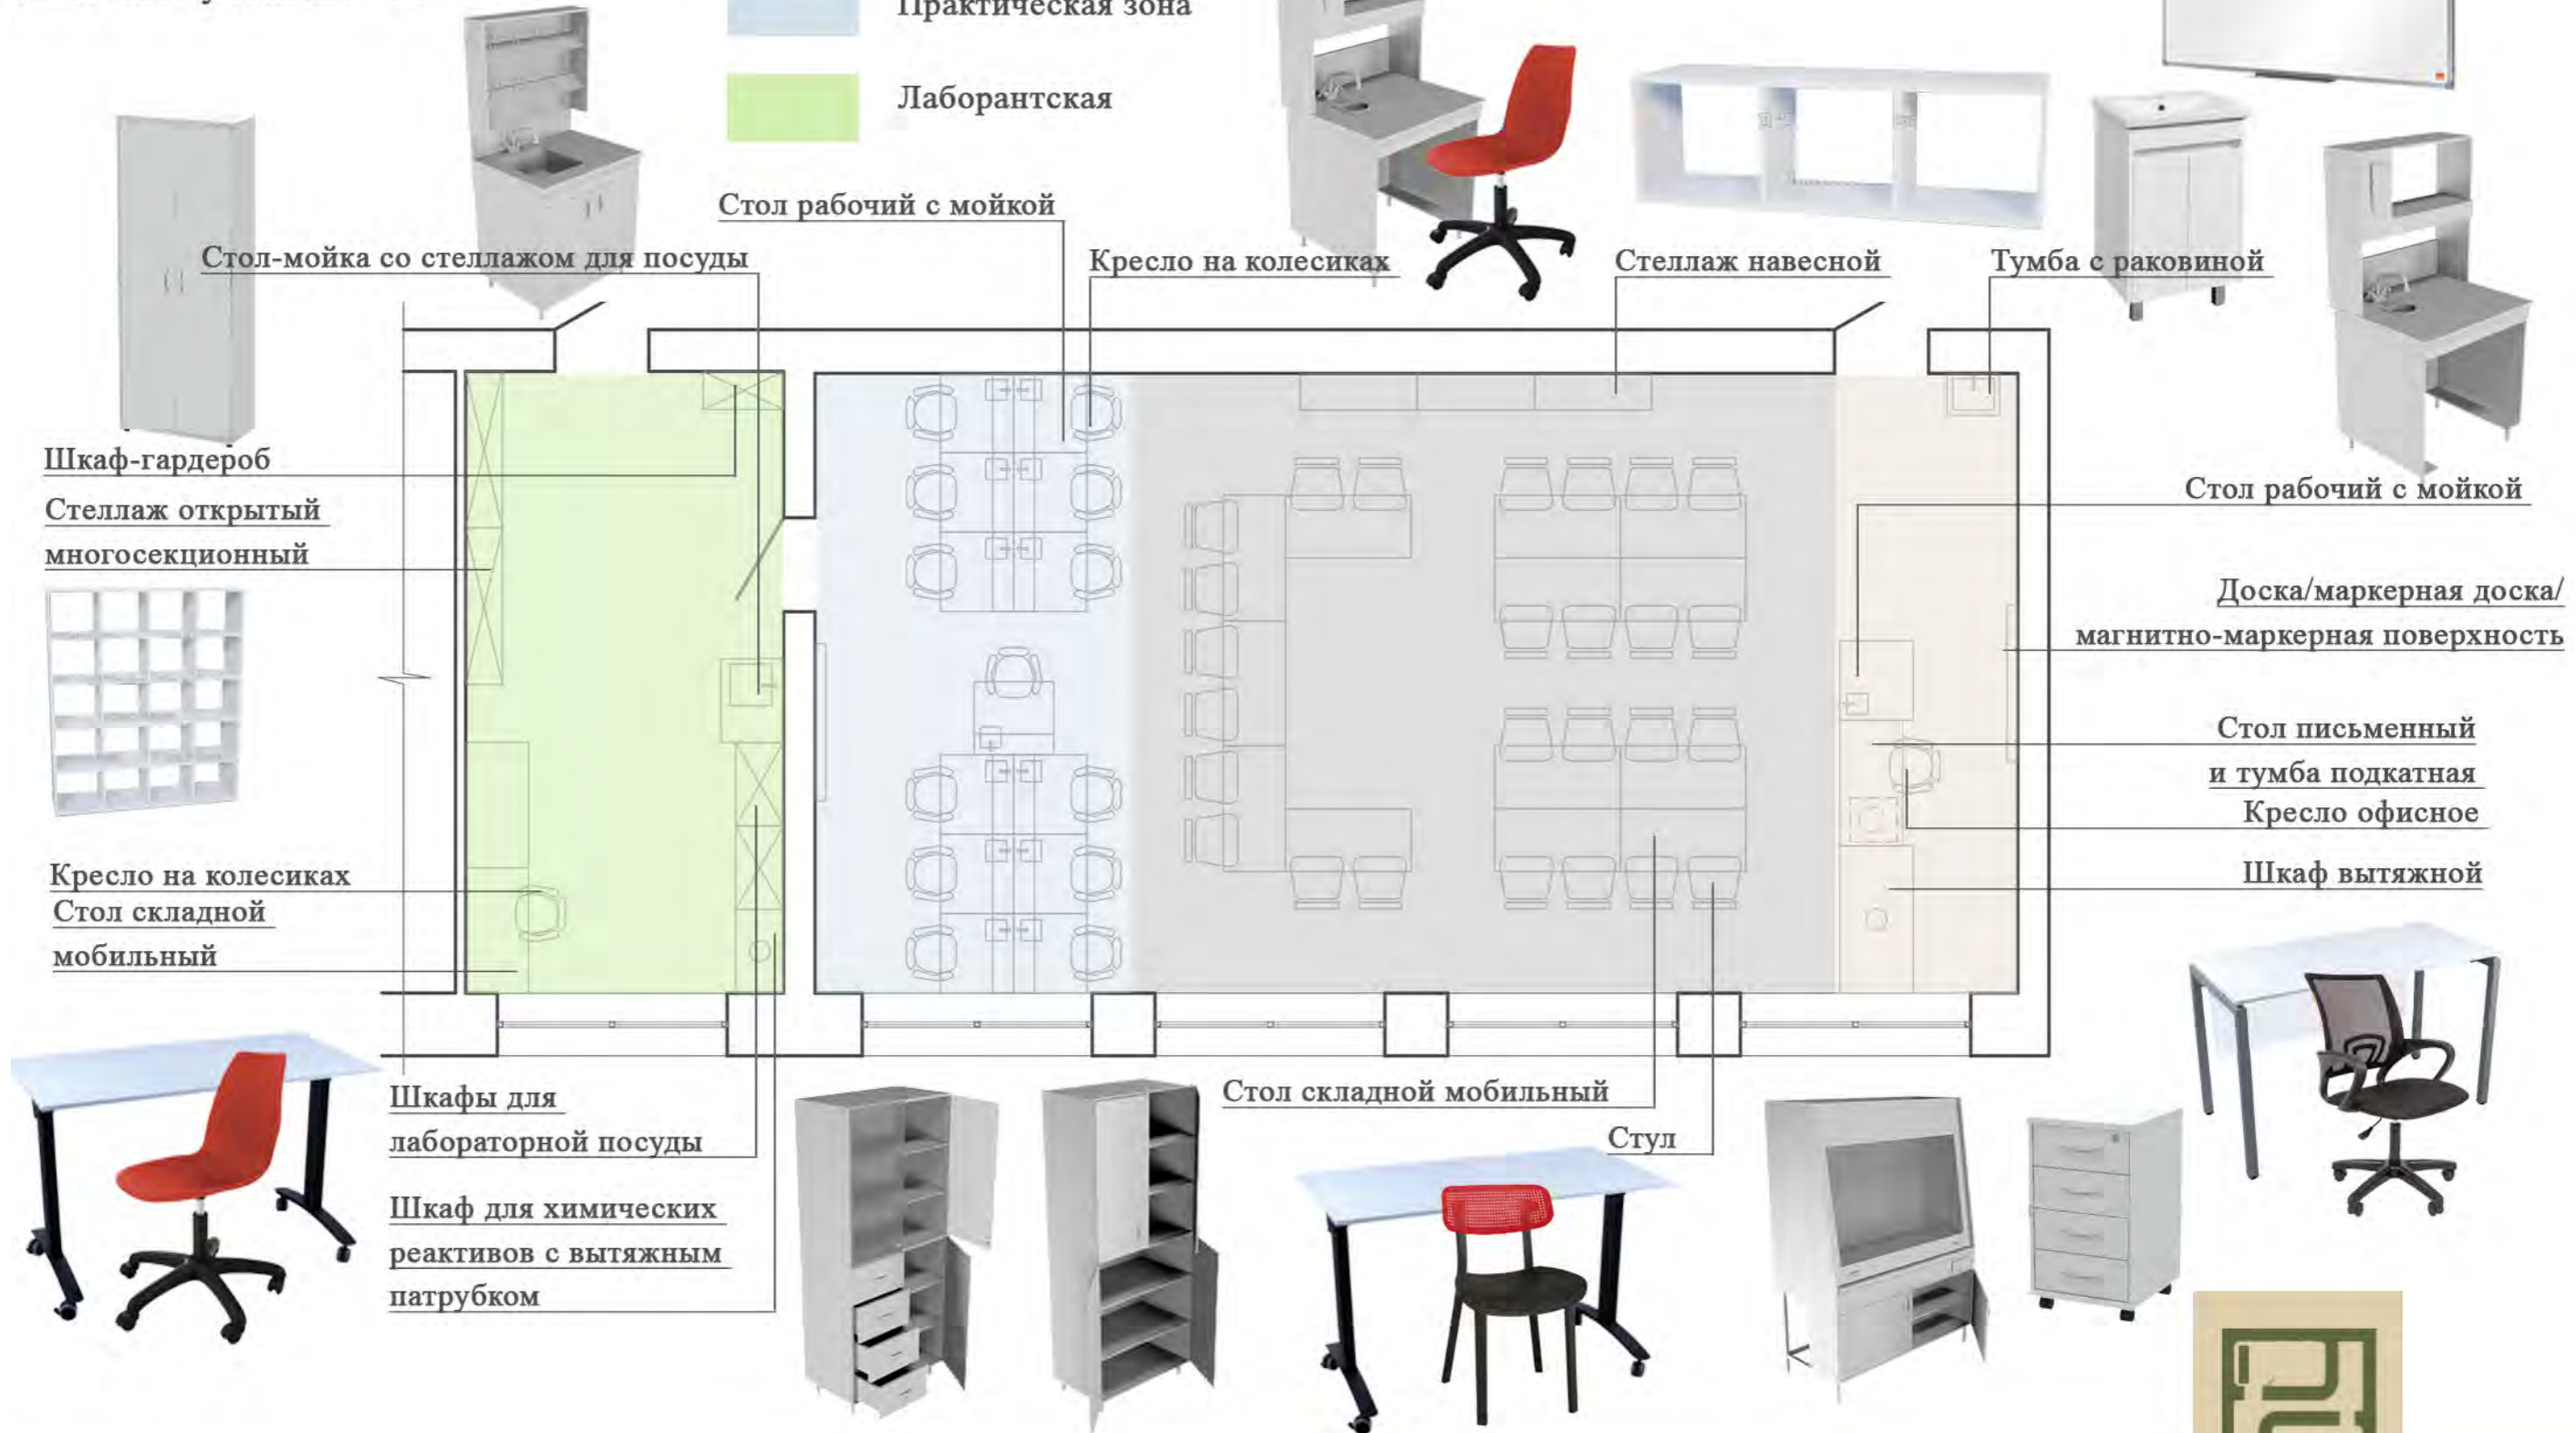 Практическая зона
Лаборантская
Стол рабочий с мойкой
Стол-мойка со стеллажом для посуды
Кресло на колесиках
Стеллаж навесной
Тумба с раковиной
Шкаф-гардероб
Стеллаж открытый
многосекционный
Стол рабочий с мойкой
Доска/маркерная доска/
магнитно-маркерная поверхность
Стол письменный
и тумба подкатная
Кресло офисное
Шкаф вытяжной
Кресло на колесиках
Стол складной
мобильный
Шкафы для
лабораторной посуды
Шкаф для химических
реактивов с вытяжным
патрубком
Стол складной мобильный
Стул